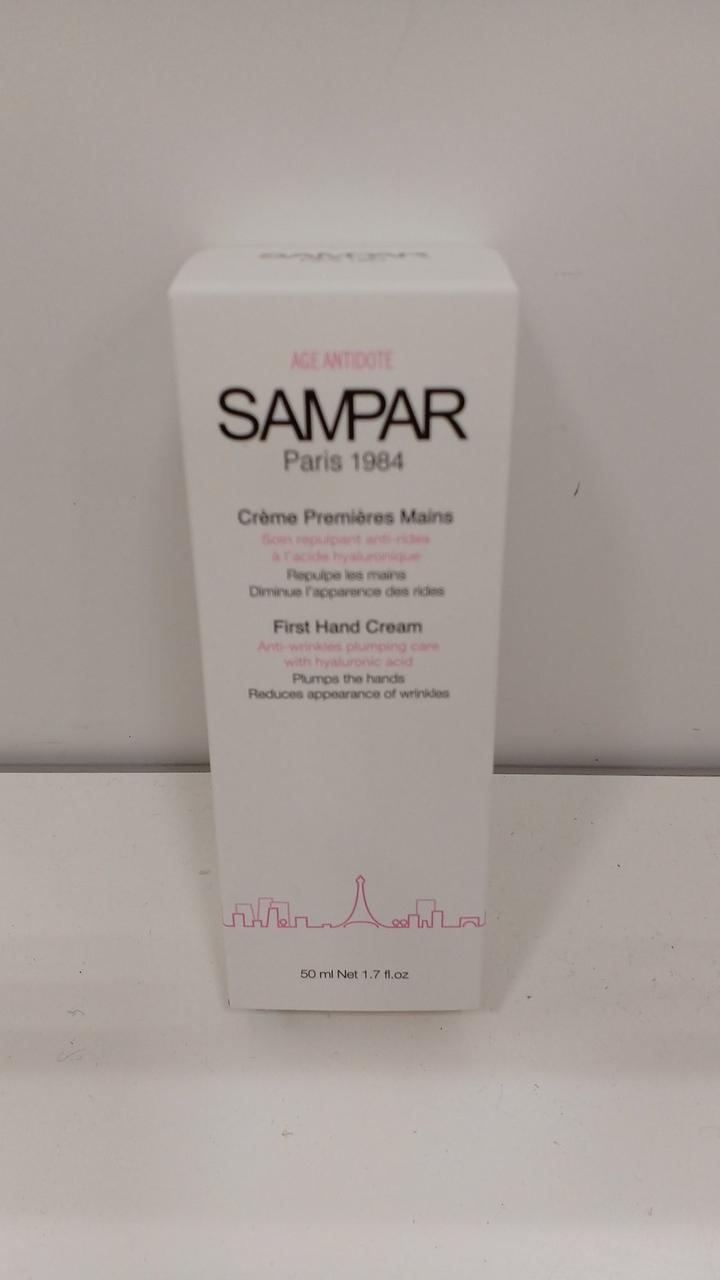 SAMPAR
AGE ANTIDOTE
SAMPAR
Paris 1984
Crème Premières Mains
Soin repulpant anti-rides
à l'acide hyaluronique
Repulpe les mains
Diminue l'apparence des rides
First Hand Cream
Anti-wrinkles plumping care
with hyaluronic acid
Plumps the hands
Reduces appearance of wrinkles
50 ml Net 1.7 fl.oz